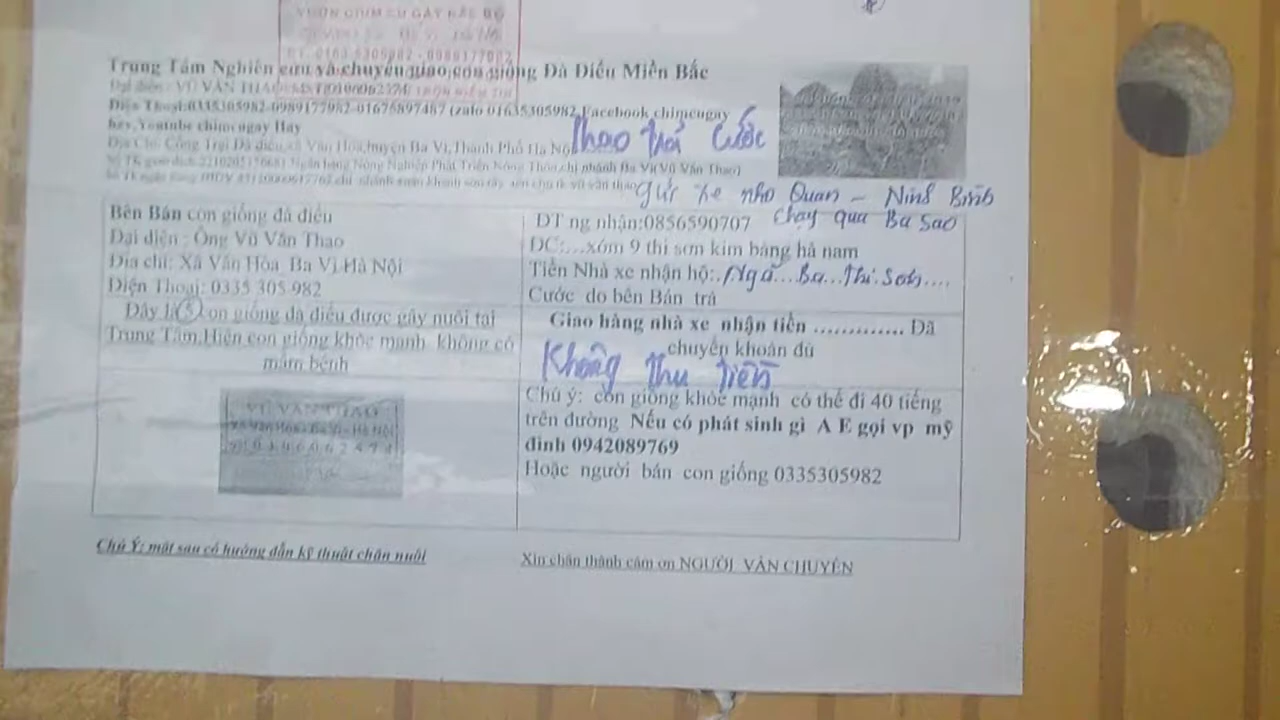 VƯỜN CHIM CU GÁY BẮC BỘ
ĐT. 0163 5305982 - 0989177982
Trung Tâm Nghiên cứu và chuyển giao con giống Đà Điểu Miền Bắc
Đại diện : VŨ VĂN THAO
Điện Thoại:0335305982-0989177982-01676897487 (zalo 01635305982,Facebook chimcugay
hay,Youtube chimcugay Hay
Thao trả cước
Địa Chỉ: Cổng Trại Đà điểu,xã Vân Hòa,huyện Ba Vì,Thành Phố Hà Nội
Ngân hàng Nông Nghiệp Phát Triển Nông Thôn,chi nhánh Ba Vì( Vũ Văn Thao)
gửi xe nho Quan - Ninh Bình
chạy qua Ba Sao
Bên Bán con giống đà điểu
Đại diện : Ông Vũ Văn Thao
Địa chỉ: Xã Vân Hòa, Ba Vì,Hà Nội
Điện Thoại: 0335 305 982
ĐT ng nhận:0856590707
ĐC:...xóm 9 thi sơn kim bảng hà nam
Tiền Nhà xe nhận hộ:. Ngã...Ba...Thi.Sơn....
Cước do bên Bán trả
Đây là 5 con giống đà điểu được gây nuôi tại
Trung Tâm.Hiện con giống khỏe mạnh không có
mầm bệnh
Giao hàng nhà xe nhận tiền ............. Đã
chuyển khoản đủ
Không thu tiền
VŨ VĂN THAO
Chú ý: con giống khỏe mạnh có thể đi 40 tiếng
trên đường Nếu có phát sinh gì A E gọi vp mỹ
đình 0942089769
Hoặc người bán con giống 0335305982
Chú Ý: mặt sau có hướng dẫn kỹ thuật chăn nuôi
Xin chân thành cảm ơn NGƯỜI VẬN CHUYỂN